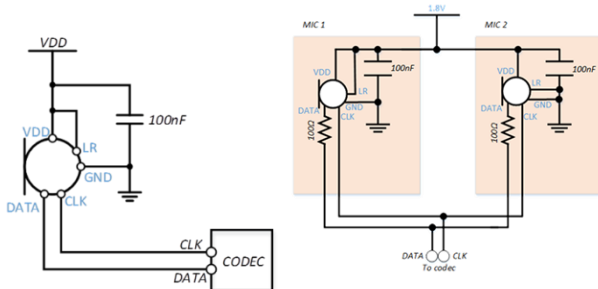 VDD
100nF
VDD
LR
GND
DATA
CLK
CLK
DATA
CODEC
1.8V
MIC 1
MIC 2
VDD
100nF
LR
GND
DATA
CLK
100Ω
VDD
100nF
LR
GND
DATA
CLK
100Ω
DATA
CLK
To codec